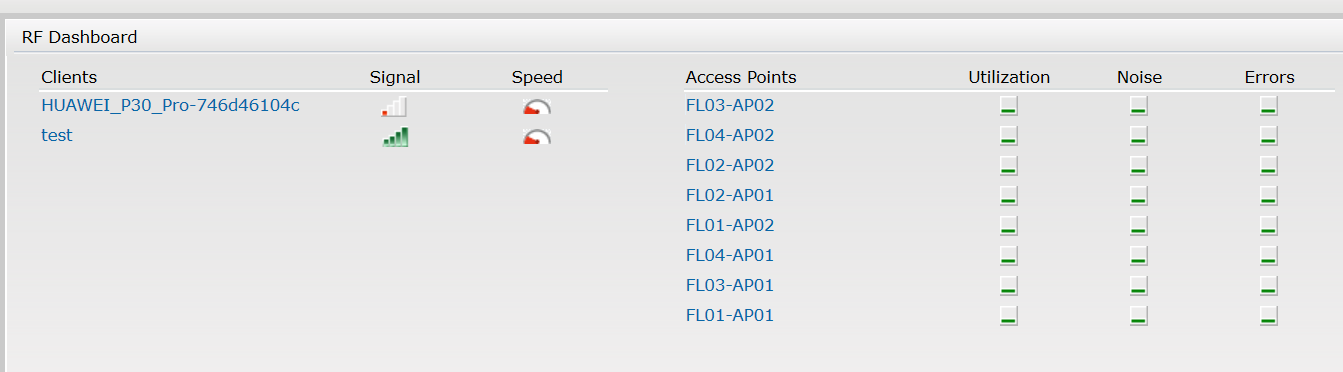 RF Dashboard
Clients Signal Speed
HUAWEI_P30_Pro-746d46104c
test
Access Points Utilization Noise Errors
FL03-AP02
FL04-AP02
FL02-AP02
FL02-AP01
FL01-AP02
FL04-AP01
FL03-AP01
FL01-AP01